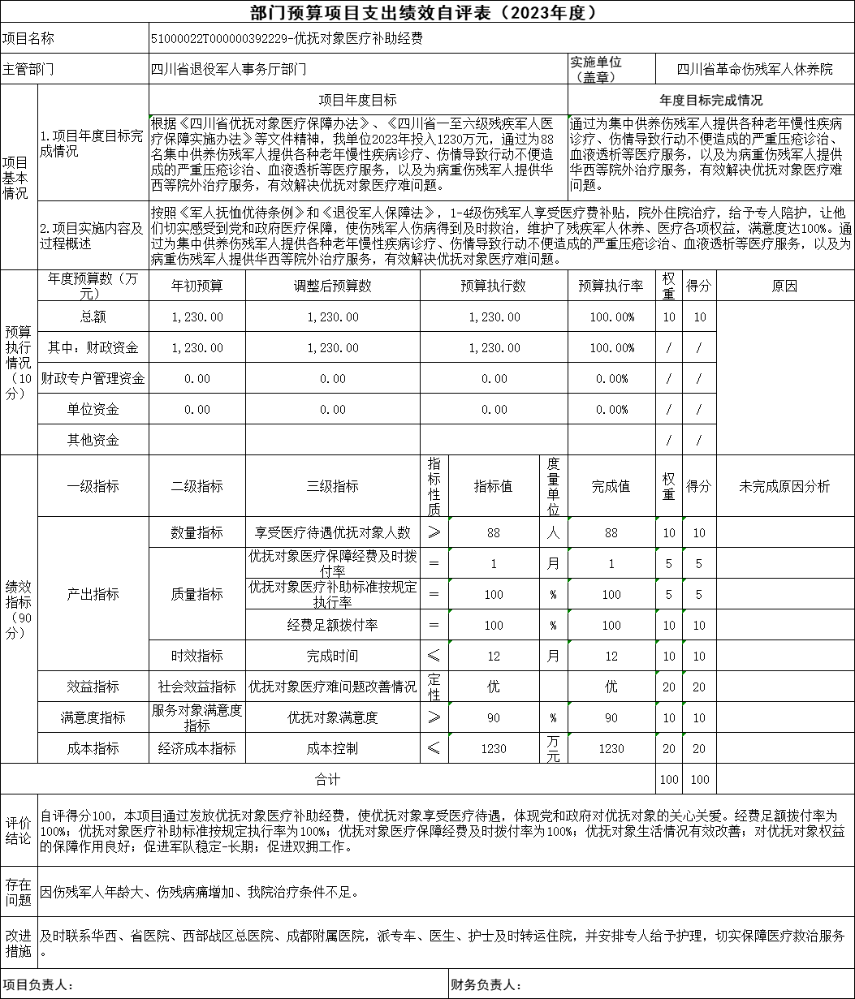 部门预算项目支出绩效自评表（2023年度）
项目名称
51000022T000000392229-优抚对象医疗补助经费
主管部门
四川省退役军人事务厅部门
实施单位
（盖章）
四川省革命伤残军人休养院
项目
基本
情况
1.项目年度目标完
成情况
项目年度目标
年度目标完成情况
根据《四川省优抚对象医疗保障办法》、《四川省一至六级残疾军人医
疗保障实施办法》等文件精神，我单位2023年投入1230万元，通过为88
名集中供养伤残军人提供各种老年慢性疾病诊疗、伤情导致行动不便造
成的严重压疮诊治、血液透析等医疗服务，以及为病重伤残军人提供华
西等院外治疗服务，有效解决优抚对象医疗难问题。
通过为集中供养伤残军人提供各种老年慢性疾病
诊疗、伤情导致行动不便造成的严重压疮诊治、
血液透析等医疗服务，以及为病重伤残军人提供
华西等院外治疗服务，有效解决优抚对象医疗难
问题。
2.项目实施内容及
过程概述
按照《军人抚恤优待条例》和《退役军人保障法》，1-4级伤残军人享受医疗费补贴，院外住院治疗，给予专人陪护，让他
们切实感受到党和政府医疗保障，使伤残军人伤病得到及时救治，维护了残疾军人休养、医疗各项权益，满意度达100%。通
过为集中供养伤残军人提供各种老年慢性疾病诊疗、伤情导致行动不便造成的严重压疮诊治、血液透析等医疗服务，以及为
病重伤残军人提供华西等院外治疗服务，有效解决优抚对象医疗难问题。
预算
执行
情况
（10
分）
年度预算数（万
元）
年初预算
调整后预算数
预算执行数
预算执行率
权
重
得分
原因
总额
1,230.00
1,230.00
1,230.00
100.00%
10
10
其中：财政资金
1,230.00
1,230.00
1,230.00
100.00%
/
/
财政专户管理资金
0.00
0.00
0.00
0.00%
/
/
单位资金
0.00
0.00
0.00
0.00%
/
/
其他资金
/
/
绩效
指标
（90
分）
一级指标
二级指标
三级指标
指
标
性
质
指标值
度
量
单
位
完成值
权
重
得分
未完成原因分析
产出指标
数量指标
享受医疗待遇优抚对象人数
≥
88
人
88
10
10
质量指标
优抚对象医疗保障经费及时拨
付率
＝
1
月
1
5
5
优抚对象医疗补助标准按规定
执行率
＝
100
%
100
5
5
经费足额拨付率
＝
100
%
100
10
10
时效指标
完成时间
≤
12
月
12
10
10
效益指标
社会效益指标
优抚对象医疗难问题改善情况
定
性
优
优
20
20
满意度指标
服务对象满意度
指标
优抚对象满意度
≥
90
%
90
10
10
成本指标
经济成本指标
成本控制
≤
1230
万
元
1230
20
20
合计
100
100
评价
结论
自评得分100，本项目通过发放优抚对象医疗补助经费，使优抚对象享受医疗待遇，体现党和政府对优抚对象的关心关爱。经费足额拨付率为
100%；优抚对象医疗补助标准按规定执行率为100%；优抚对象医疗保障经费及时拨付率为100%；优抚对象生活情况有效改善；对优抚对象权益
的保障作用良好；促进军队稳定-长期；促进双拥工作。
存在
问题
因伤残军人年龄大、伤残病痛增加、我院治疗条件不足。
改进
措施
及时联系华西、省医院、西部战区总医院、成都附属医院，派专车、医生、护士及时转运住院，并安排专人给予护理，切实保障医疗救治服务
。
项目负责人：
财务负责人：